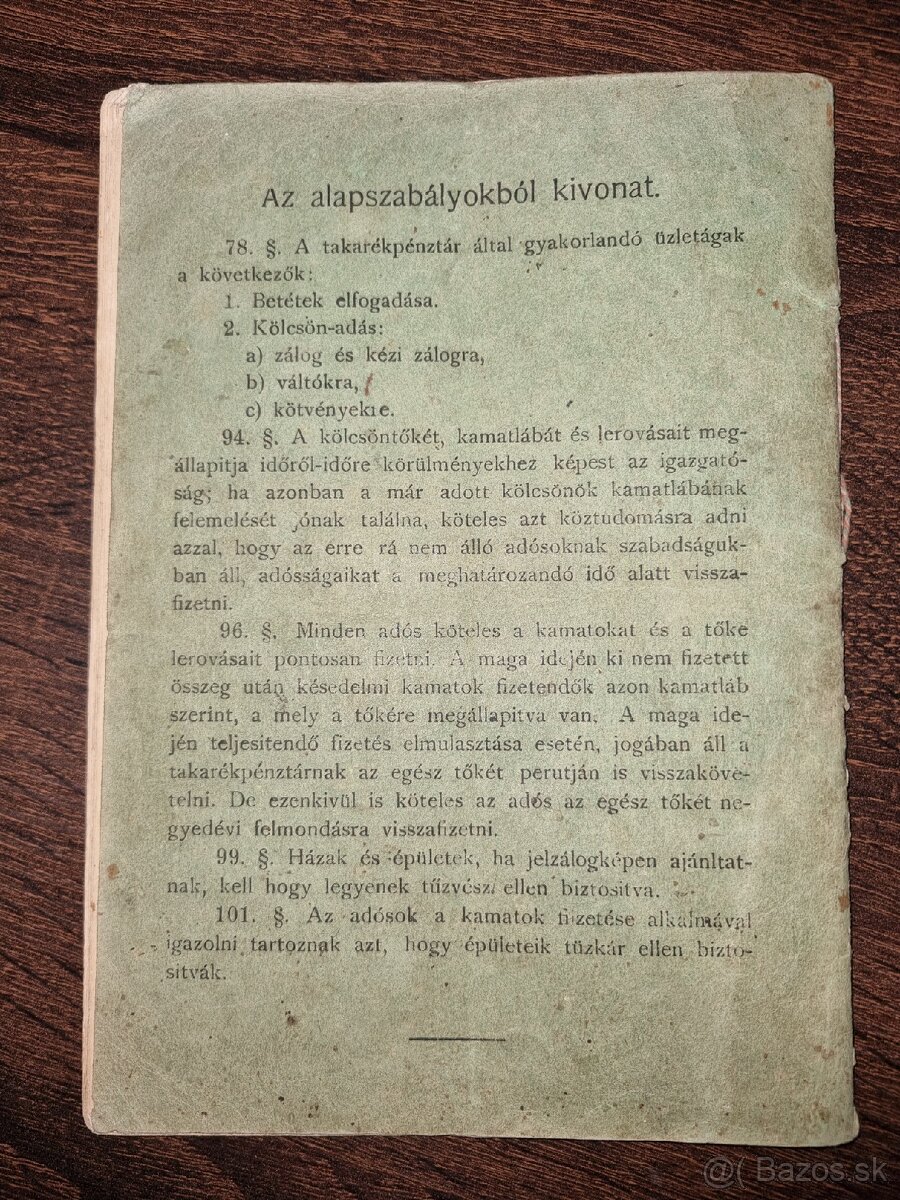 Az alapszabályokból kivonat.
78. §. A takarékpénztár által gyakorlandó üzletágak
a következők:
1. Betétek elfogadása.
2. Kölcsön-adás:
a) zálog és kézi zálogra,
b) váltókra,
c) kötvényekre.
94. §. A kölcsöntőkét, kamatlábát és lerovásait meg-
állapitja időről-időre körülményekhez képest az igazgató-
ság; ha azonban a már adott kölcsönök kamatlábának
felemelését jónak találna, köteles azt köztudomásra adni
azzal, hogy az erre rá nem álló adósoknak szabadságuk-
ban áll, adósságaikat a meghatározandó idő alatt vissza-
fizetni.
96. §. Minden adós köteles a kamatokat és a tőke
lerovásait pontosan fizetni. A maga idején ki nem fizetett
összeg után késedelmi kamatok fizetendők azon kamatláb
szerint, a mely a tőkére megállapitva van. A maga ide-
jén teljesitendő fizetés elmulasztása esetén, jogában áll a
takarékpénztárnak az egész tőkét perutján is visszaköve-
telni. De ezenkivül is köteles az adós az egész tőkét ne-
gyedévi felmondásra visszafizetni.
99. §. Házak és épületek, ha jelzálogképen ajánltat-
nak, kell hogy legyenek tűzvész ellen biztositva.
101. §. Az adósok a kamatok fizetése alkalmával
igazolni tartoznak azt, hogy épületeik tüzkár ellen bizto-
sitvák.
@( Bazos.sk